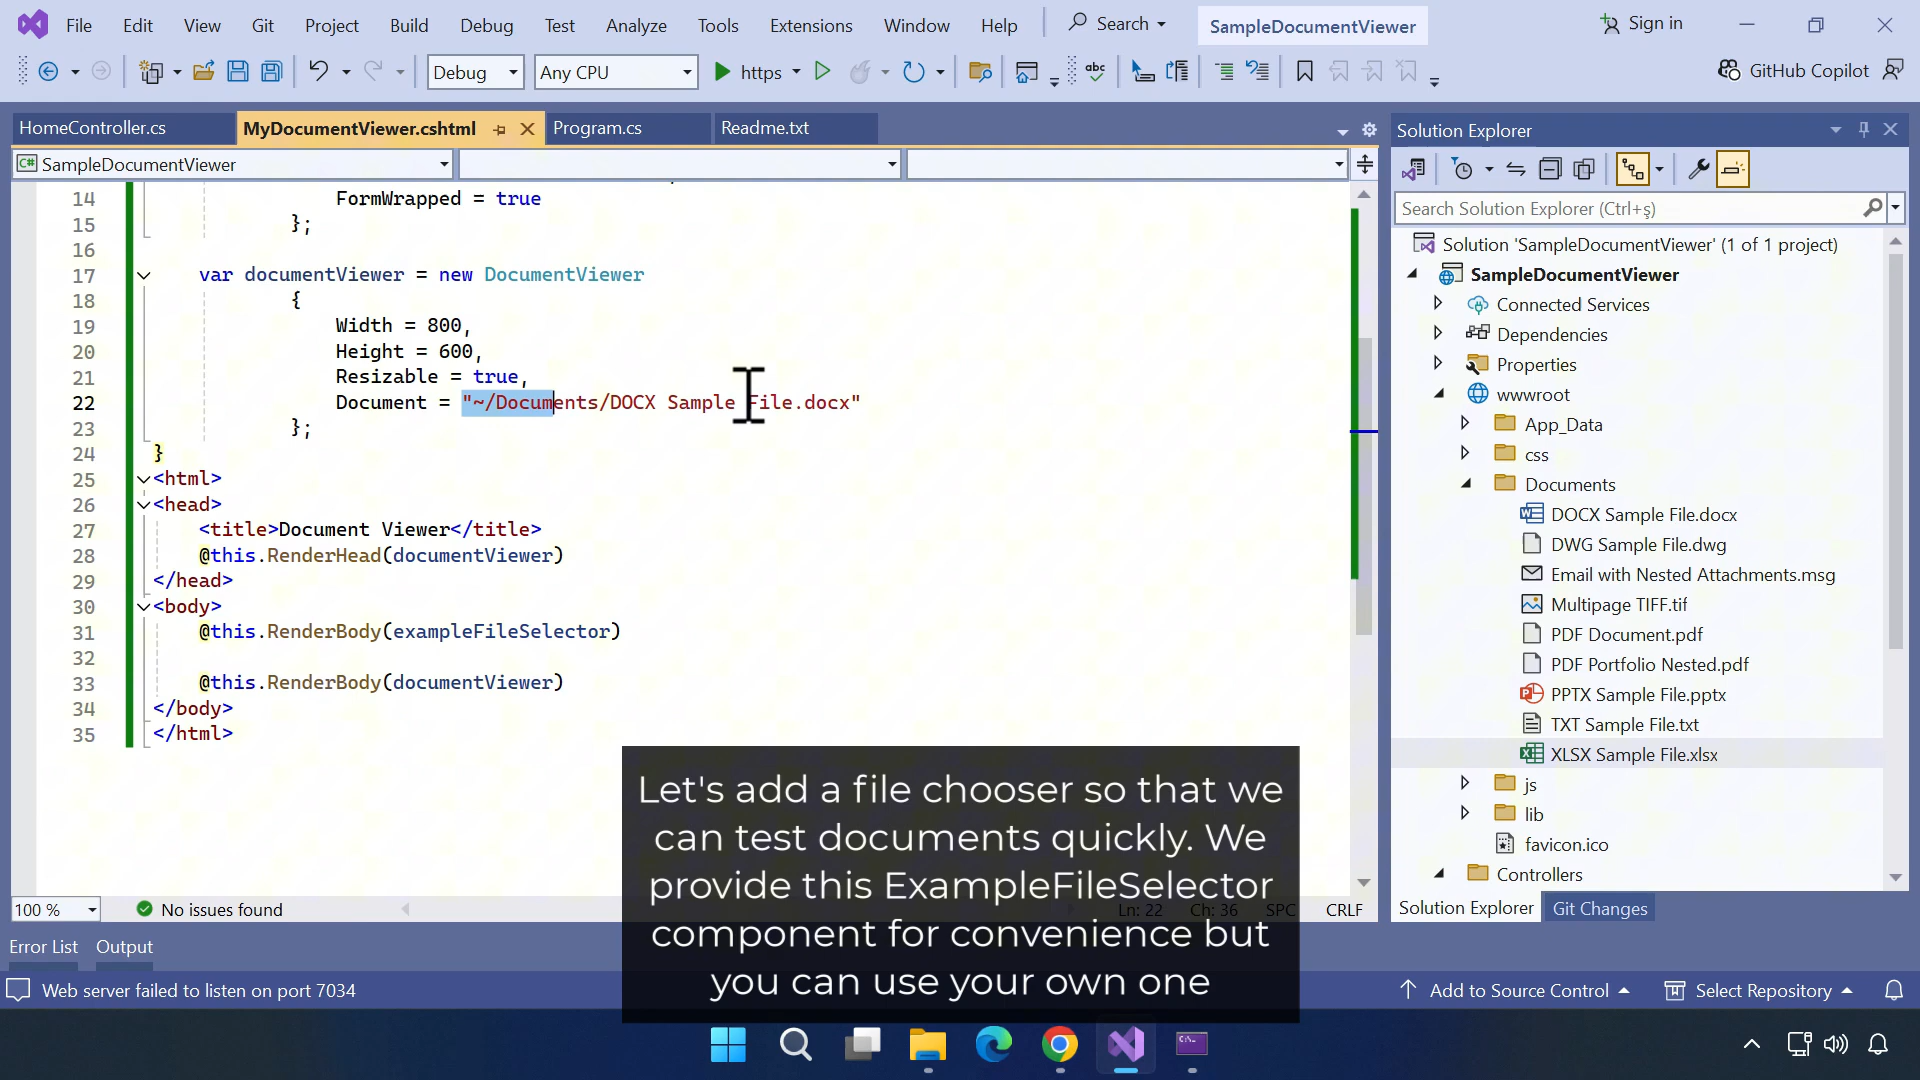 File Edit View Git Project Build Debug Test Analyze Tools Extensions Window Help Search SampleDocumentViewer Sign in
Debug Any CPU https abc GitHub Copilot
HomeController.cs MyDocumentViewer.cshtml Program.cs Readme.txt
C# SampleDocumentViewer
14 FormWrapped = true
15 };
16
17 var documentViewer = new DocumentViewer
18 {
19 Width = 800,
20 Height = 600,
21 Resizable = true,
22 Document = "~/Documents/DOCX Sample File.docx"
23 };
24 }
25 <html>
26 <head>
27 <title>Document Viewer</title>
28 @this.RenderHead(documentViewer)
29 </head>
30 <body>
31 @this.RenderBody(exampleFileSelector)
32
33 @this.RenderBody(documentViewer)
34 </body>
35 </html>
100 % No issues found Ln: 22 Ch: 36 SPC CRLF
Error List Output
Web server failed to listen on port 7034
Let's add a file chooser so that we
can test documents quickly. We
provide this ExampleFileSelector
component for convenience but
you can use your own one
Solution Explorer
Search Solution Explorer (Ctrl+ş)
Solution 'SampleDocumentViewer' (1 of 1 project)
SampleDocumentViewer
Connected Services
Dependencies
Properties
wwwroot
App_Data
css
Documents
DOCX Sample File.docx
DWG Sample File.dwg
Email with Nested Attachments.msg
Multipage TIFF.tif
PDF Document.pdf
PDF Portfolio Nested.pdf
PPTX Sample File.pptx
TXT Sample File.txt
XLSX Sample File.xlsx
js
lib
favicon.ico
Controllers
Solution Explorer Git Changes
Add to Source Control Select Repository